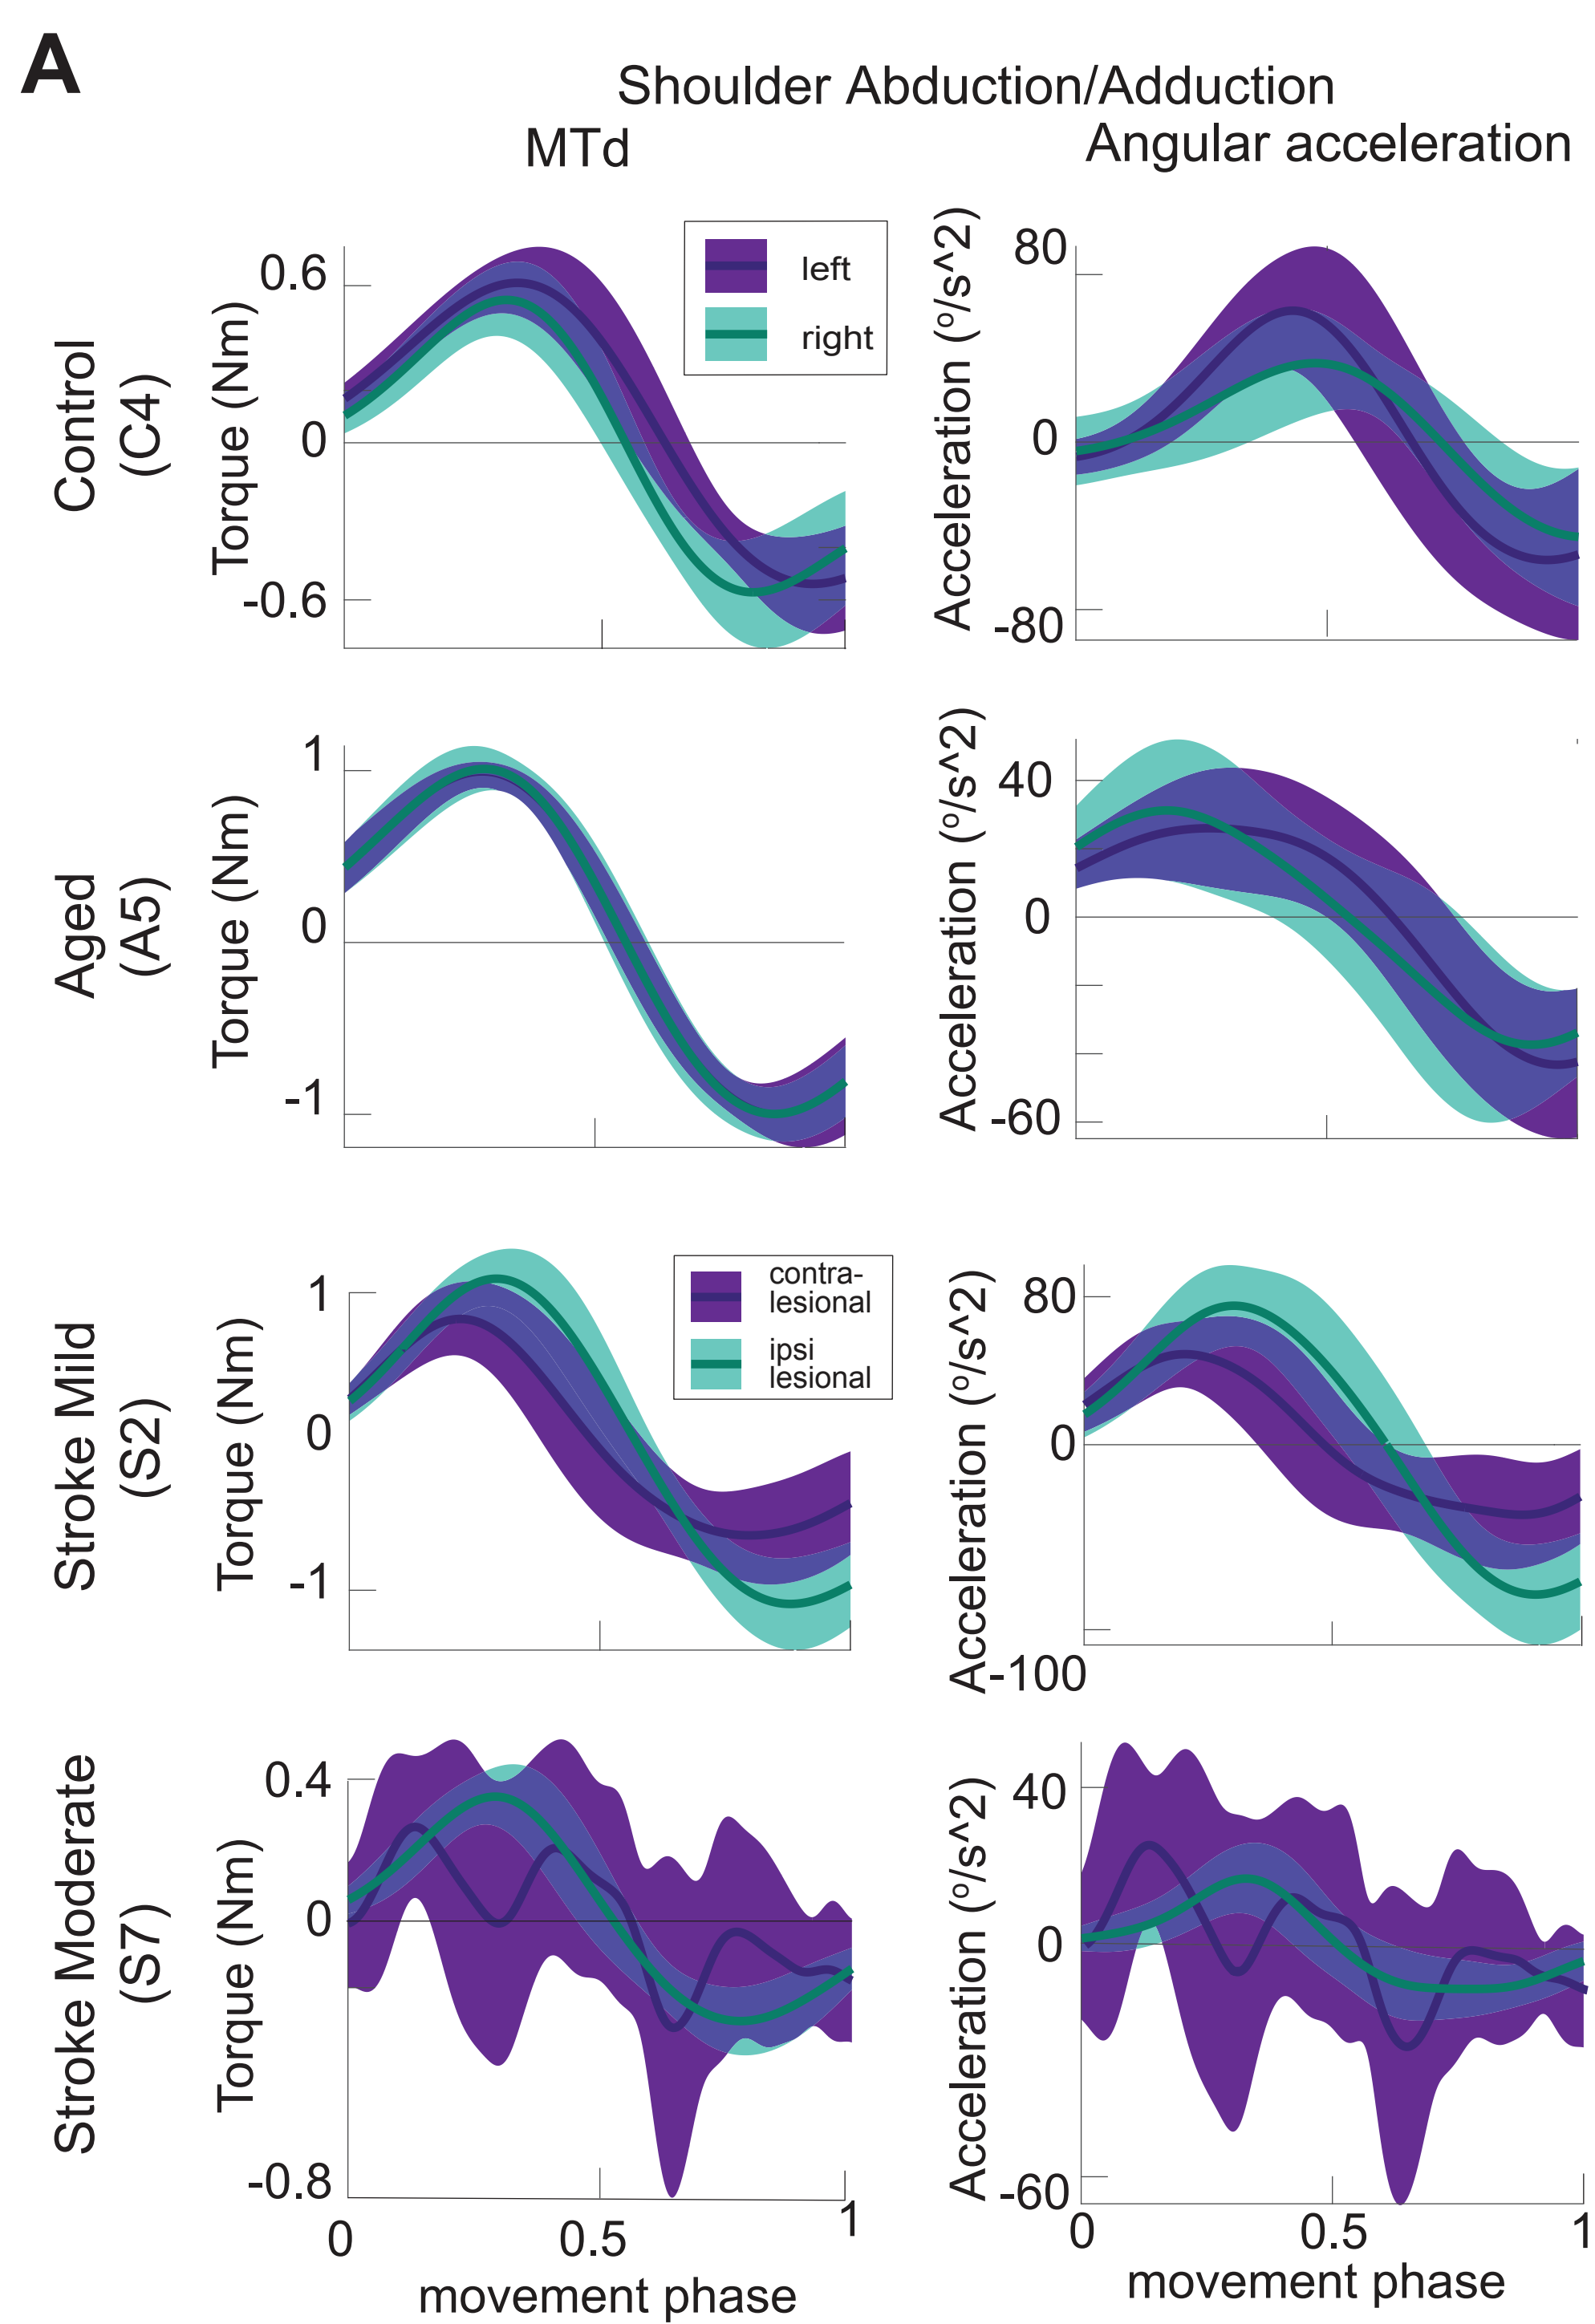 A
Shoulder Abduction/Adduction
MTd
Angular acceleration
Control
(C4)
Torque (Nm)
0.6
0
-0.6
left
right
Acceleration (º/s^2)
80
0
-80
Aged
(A5)
Torque (Nm)
1
0
-1
Acceleration (º/s^2)
40
0
-60
Stroke Mild
(S2)
Torque (Nm)
1
0
-1
contra-
lesional
ipsi
lesional
Acceleration (º/s^2)
80
0
-100
Stroke Moderate
(S7)
Torque (Nm)
0.4
0
-0.8
0
0.5
1
movement phase
Acceleration (º/s^2)
40
0
-60
0
0.5
1
movement phase